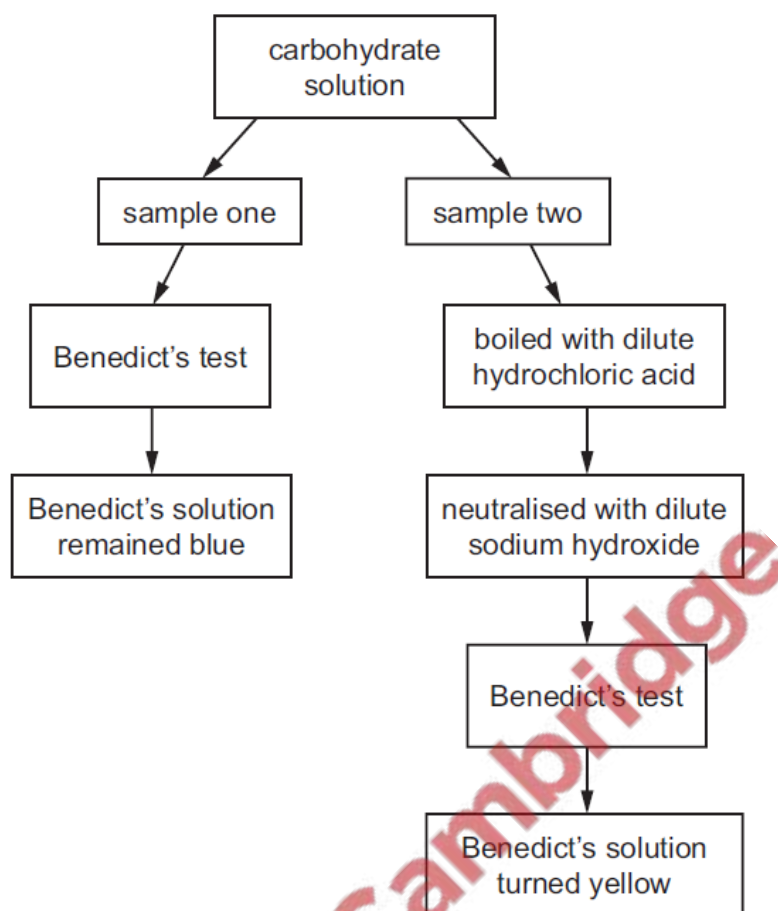 carbohydrate
solution
sample one
sample two
Benedict's test
boiled with dilute
hydrochloric acid
Benedict's solution
remained blue
neutralised with dilute
sodium hydroxide
Benedict's test
Benedict's solution
turned yellow
Cambridge